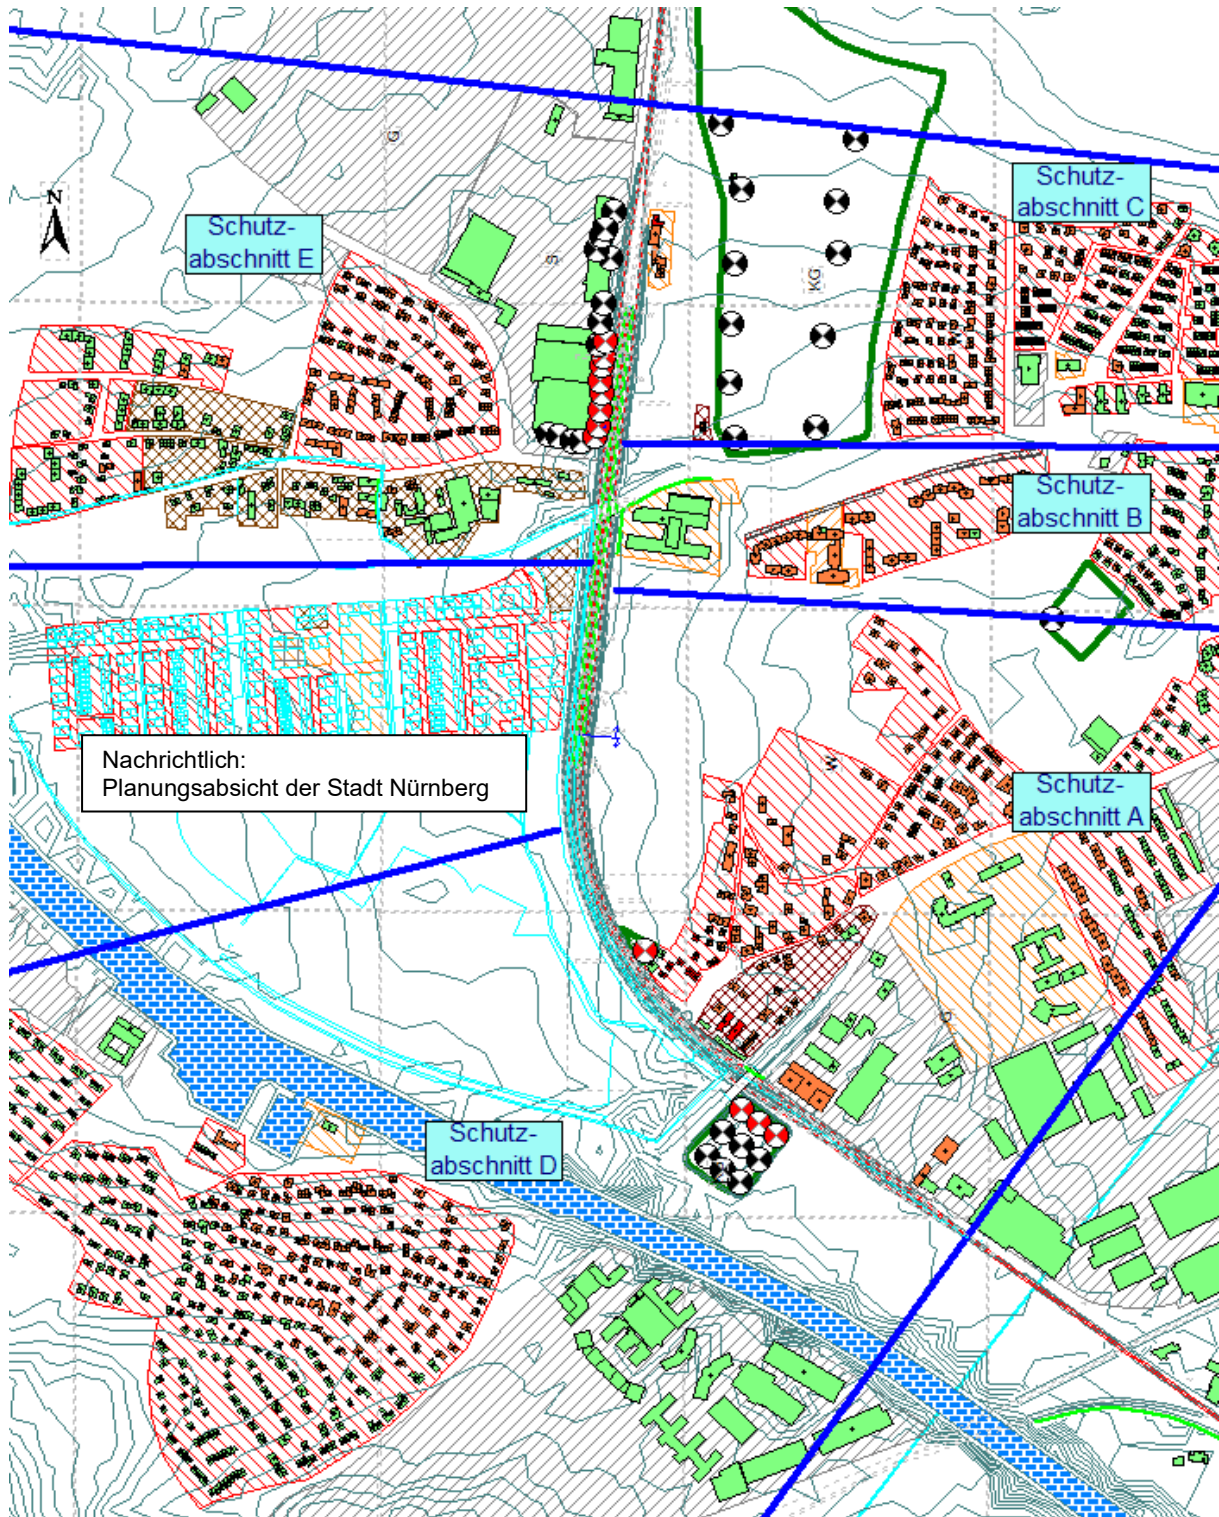 G
Schutz-
abschnitt C
N
Schutz-
abschnitt E
S
KG
Schutz-
abschnitt B
Nachrichtlich:
Planungsabsicht der Stadt Nürnberg
W
Schutz-
abschnitt A
G
Schutz-
abschnitt D